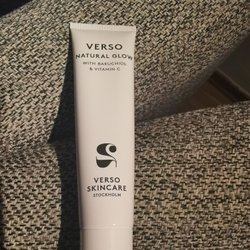 VERSO
NATURAL GLOW
WITH BAKUCHIOL
& VITAMIN C
VERSO
SKINCARE
STOCKHOLM